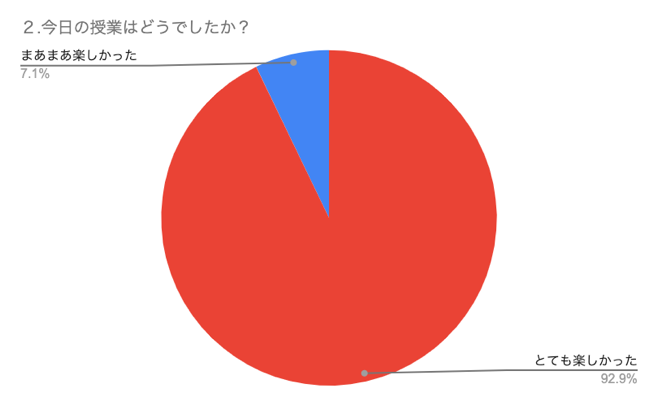 ２.今日の授業はどうでしたか？
まあまあ楽しかった
7.1%
とても楽しかった
92.9%